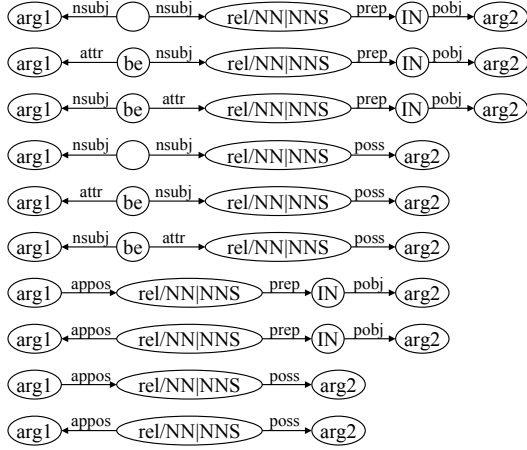 arg1 nsubj nsubj rel/NN|NNS prep IN pobj arg2
arg1 attr be nsubj rel/NN|NNS prep IN pobj arg2
arg1 nsubj be attr rel/NN|NNS prep IN pobj arg2
arg1 nsubj nsubj rel/NN|NNS poss arg2
arg1 attr be nsubj rel/NN|NNS poss arg2
arg1 nsubj be attr rel/NN|NNS poss arg2
arg1 appos rel/NN|NNS prep IN pobj arg2
arg1 appos rel/NN|NNS prep IN pobj arg2
arg1 appos rel/NN|NNS poss arg2
arg1 appos rel/NN|NNS poss arg2